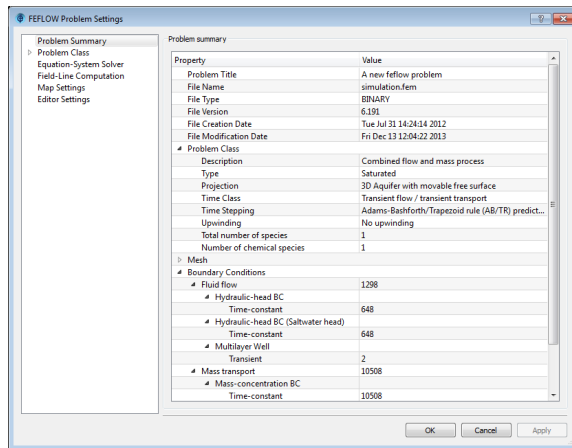 FEFLOW Problem Settings
Problem Summary
Problem Class
Equation-System Solver
Field-Line Computation
Map Settings
Editor Settings
Problem summary
Property Value
Problem Title A new feflow problem
File Name simulation.fem
File Type BINARY
File Version 6.191
File Creation Date Tue Jul 31 14:24:14 2012
File Modification Date Fri Dec 13 12:04:22 2013
Problem Class
Description Combined flow and mass process
Type Saturated
Projection 3D Aquifer with movable free surface
Time Class Transient flow / transient transport
Time Stepping Adams-Bashforth/Trapezoid rule (AB/TR) predict...
Upwinding No upwinding
Total number of species 1
Number of chemical species 1
Mesh
Boundary Conditions
Fluid flow 1298
Hydraulic-head BC
Time-constant 648
Hydraulic-head BC (Saltwater head)
Time-constant 648
Multilayer Well
Transient 2
Mass transport 10508
Mass-concentration BC
Time-constant 10508
OK Cancel Apply